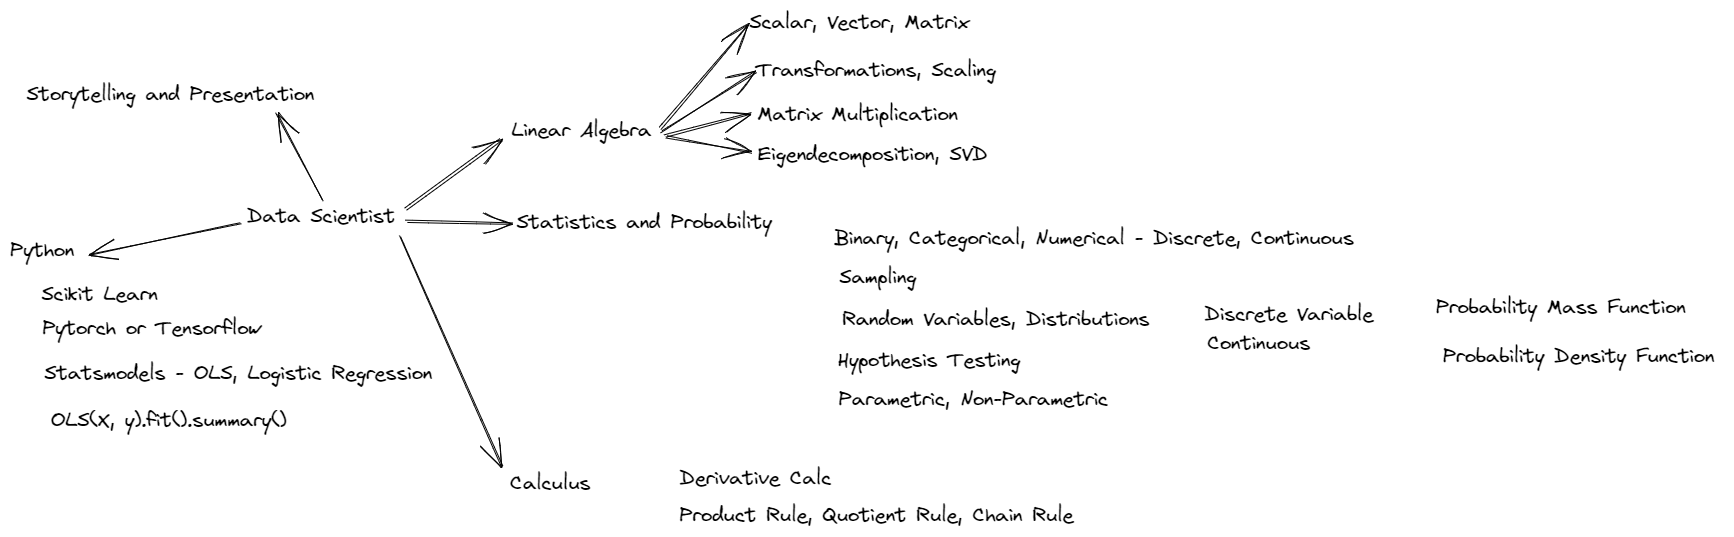 Scalar, Vector, Matrix
Transformations, Scaling
Storytelling and Presentation
Matrix Multiplication
Linear Algebra
Eigendecomposition, SVD
Data Scientist
Statistics and Probability
Python
Binary, Categorical, Numerical - Discrete, Continuous
Scikit Learn
Sampling
Pytorch or Tensorflow
Random Variables, Distributions
Discrete Variable
Continuous
Probability Mass Function
Probability Density Function
Hypothesis Testing
Statsmodels - OLS, Logistic Regression
Parametric, Non-Parametric
OLS(X, y).fit().summary()
Calculus
Derivative Calc
Product Rule, Quotient Rule, Chain Rule